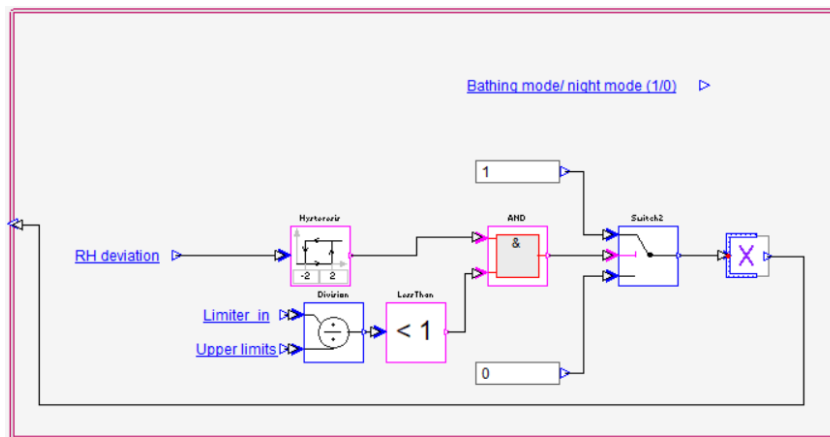 Bathing mode/ night mode (1/0)
1
Hysteresis
AND
Switch2
&
RH deviation
-2
2
X
Division
LessThan
Limiter_in
< 1
Upper limits
0